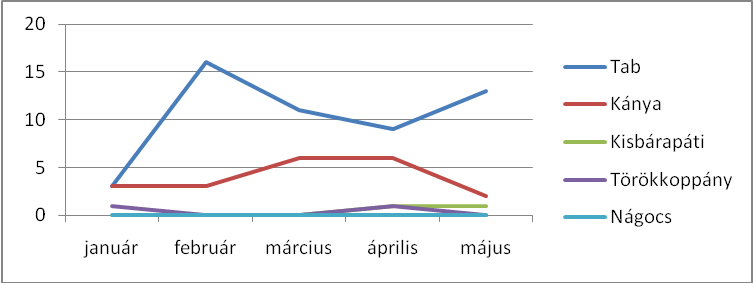 20
15
10
5
0
január február március április május
Tab
Kánya
Kisbárapáti
Törökkoppány
Nágocs